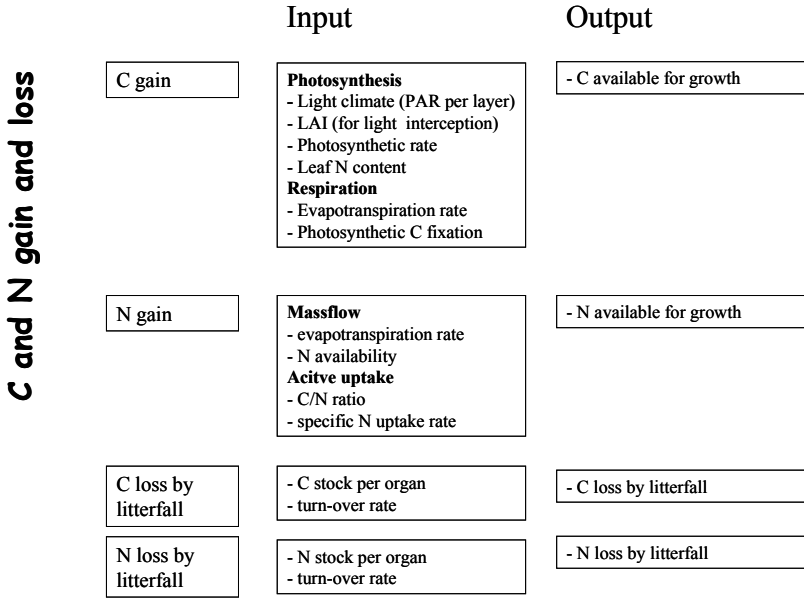 Input
Output
C and N gain and loss
C gain
Photosynthesis
- Light climate (PAR per layer)
- LAI (for light interception)
- Photosynthetic rate
- Leaf N content
Respiration
- Evapotranspiration rate
- Photosynthetic C fixation
- C available for growth
N gain
Massflow
- evapotranspiration rate
- N availability
Acitve uptake
- C/N ratio
- specific N uptake rate
- N available for growth
C loss by
litterfall
- C stock per organ
- turn-over rate
- C loss by litterfall
N loss by
litterfall
- N stock per organ
- turn-over rate
- N loss by litterfall